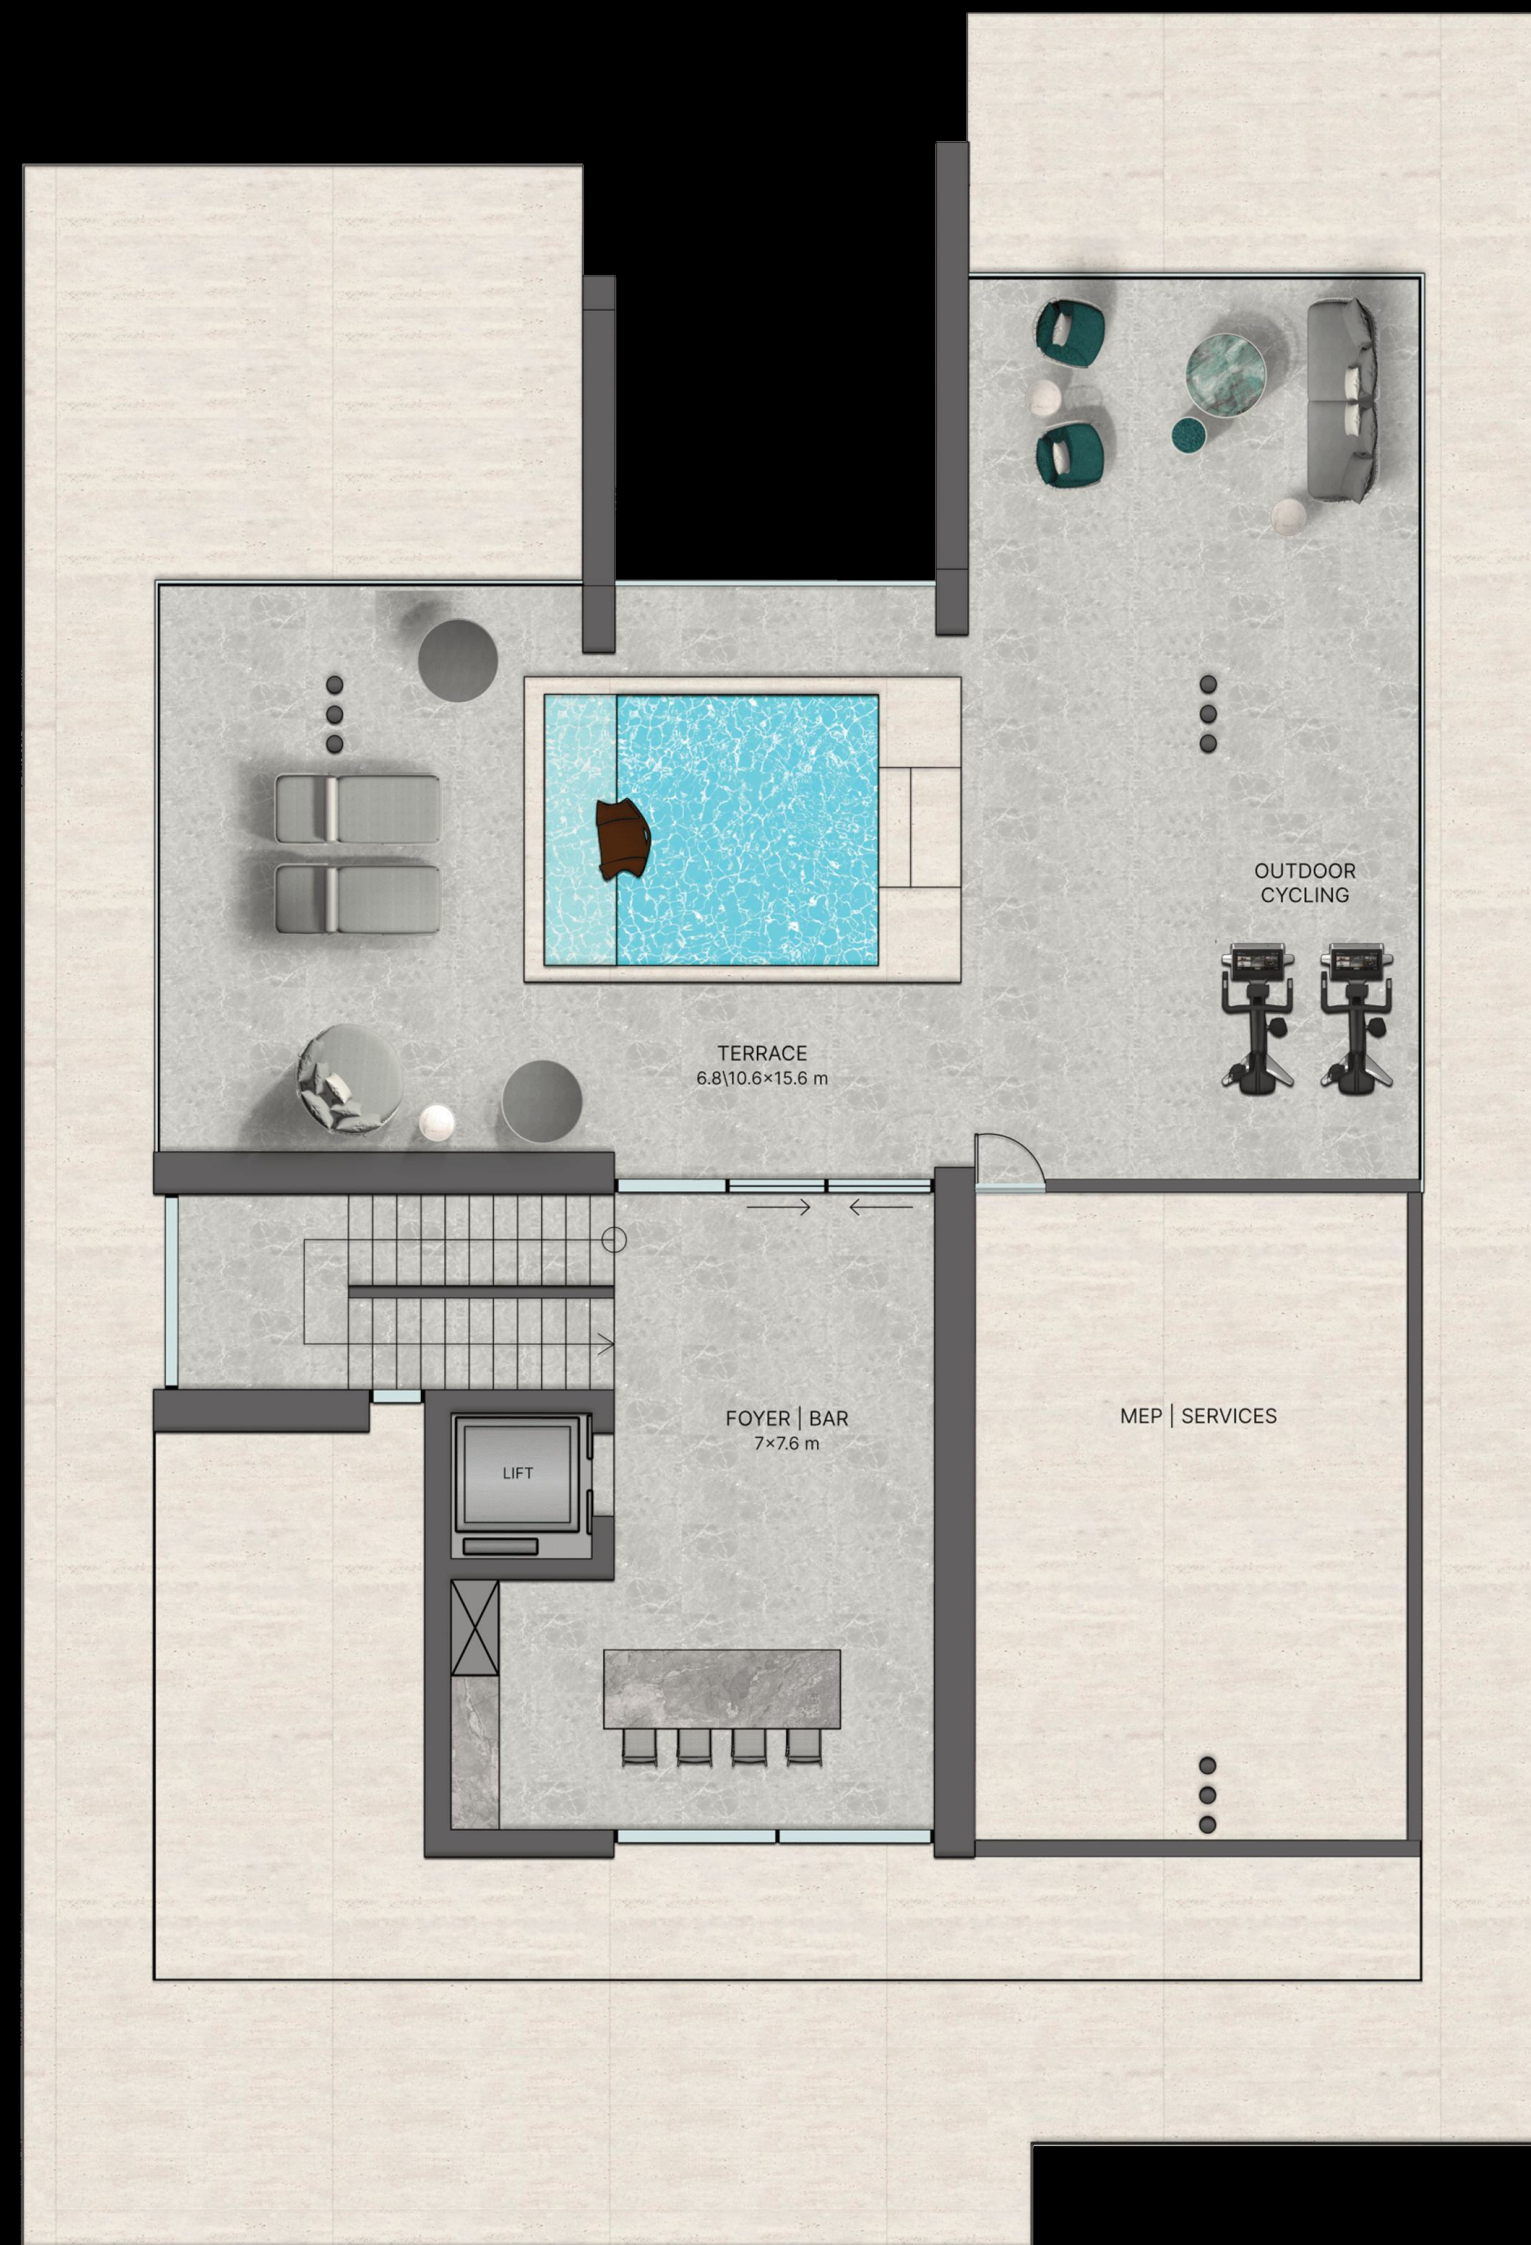 OUTDOOR
CYCLING
TERRACE
6.8\10.6×15.6 m
FOYER | BAR
7×7.6 m
MEP | SERVICES
LIFT